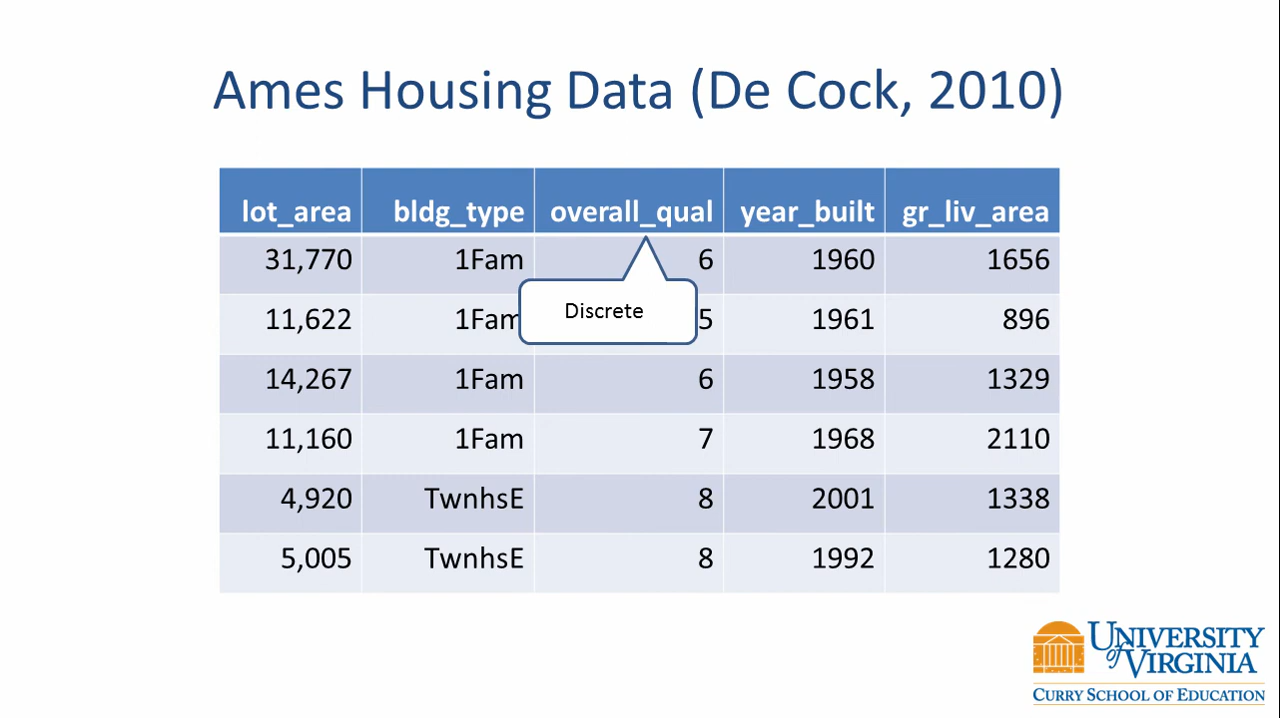 Ames Housing Data (De Cock, 2010)
lot_area bldg_type overall_qual year_built gr_liv_area
31,770 1Fam 6 1960 1656
Discrete
11,622 1Fam 5 1961 896
14,267 1Fam 6 1958 1329
11,160 1Fam 7 1968 2110
4,920 TwnhsE 8 2001 1338
5,005 TwnhsE 8 1992 1280
UNIVERSITY
of VIRGINIA
CURRY SCHOOL OF EDUCATION